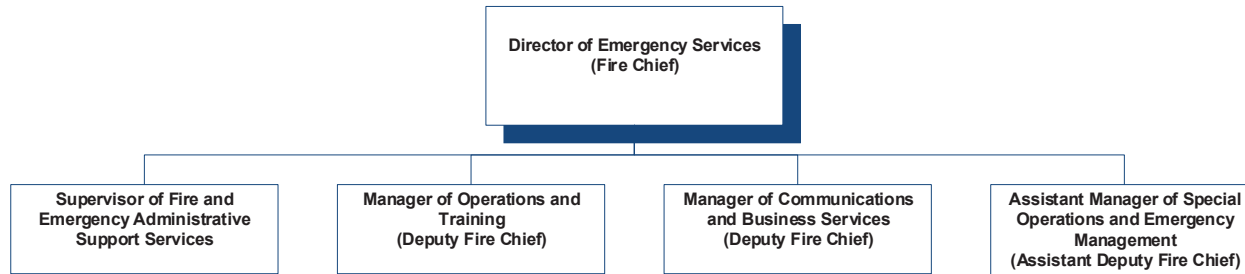 Director of Emergency Services
(Fire Chief)
Supervisor of Fire and
Emergency Administrative
Support Services
Manager of Operations and
Training
(Deputy Fire Chief)
Manager of Communications
and Business Services
(Deputy Fire Chief)
Assistant Manager of Special
Operations and Emergency
Management
(Assistant Deputy Fire Chief)